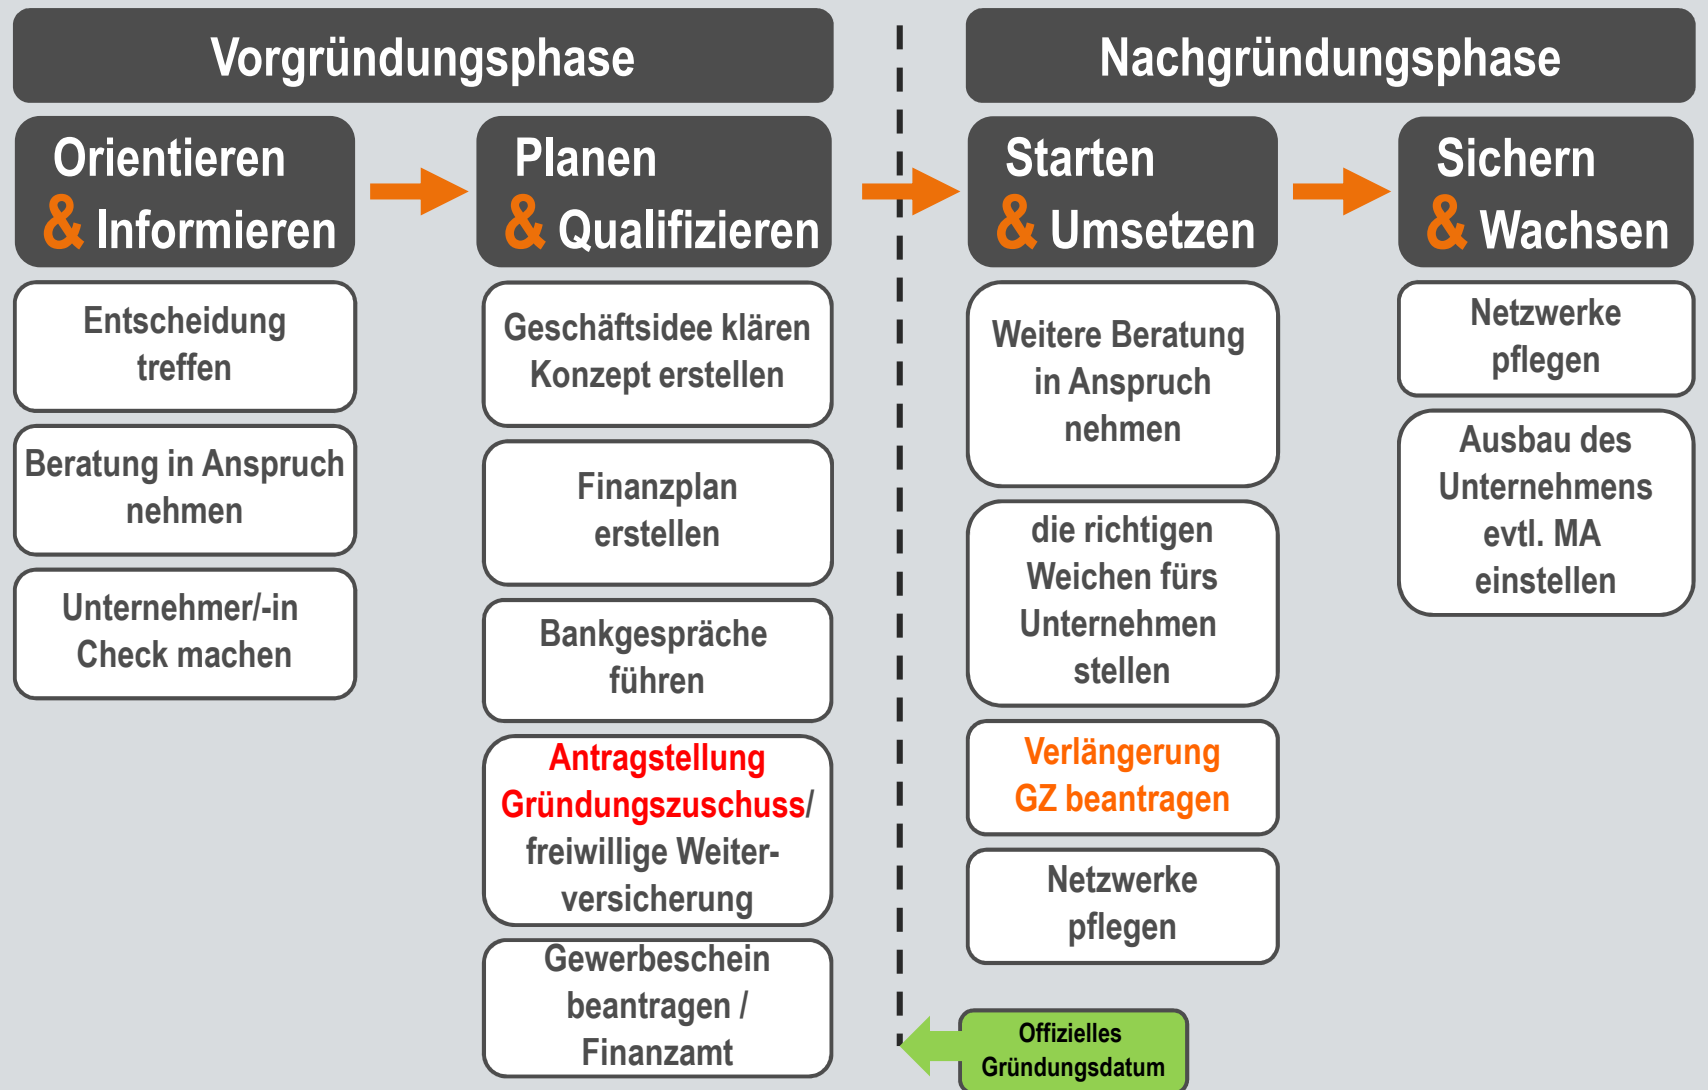 Vorgründungsphase
Orientieren
& Informieren
Entscheidung
treffen
Beratung in Anspruch
nehmen
Unternehmer/-in
Check machen
Planen
& Qualifizieren
Geschäftsidee klären
Konzept erstellen
Finanzplan
erstellen
Bankgespräche
führen
Antragstellung
Gründungszuschuss/
freiwillige Weiter-
versicherung
Gewerbeschein
beantragen /
Finanzamt
Nachgründungsphase
Starten
& Umsetzen
Weitere Beratung
in Anspruch
nehmen
die richtigen
Weichen fürs
Unternehmen
stellen
Verlängerung
GZ beantragen
Netzwerke
pflegen
Sichern
& Wachsen
Netzwerke
pflegen
Ausbau des
Unternehmens
evtl. MA
einstellen
Offizielles
Gründungsdatum